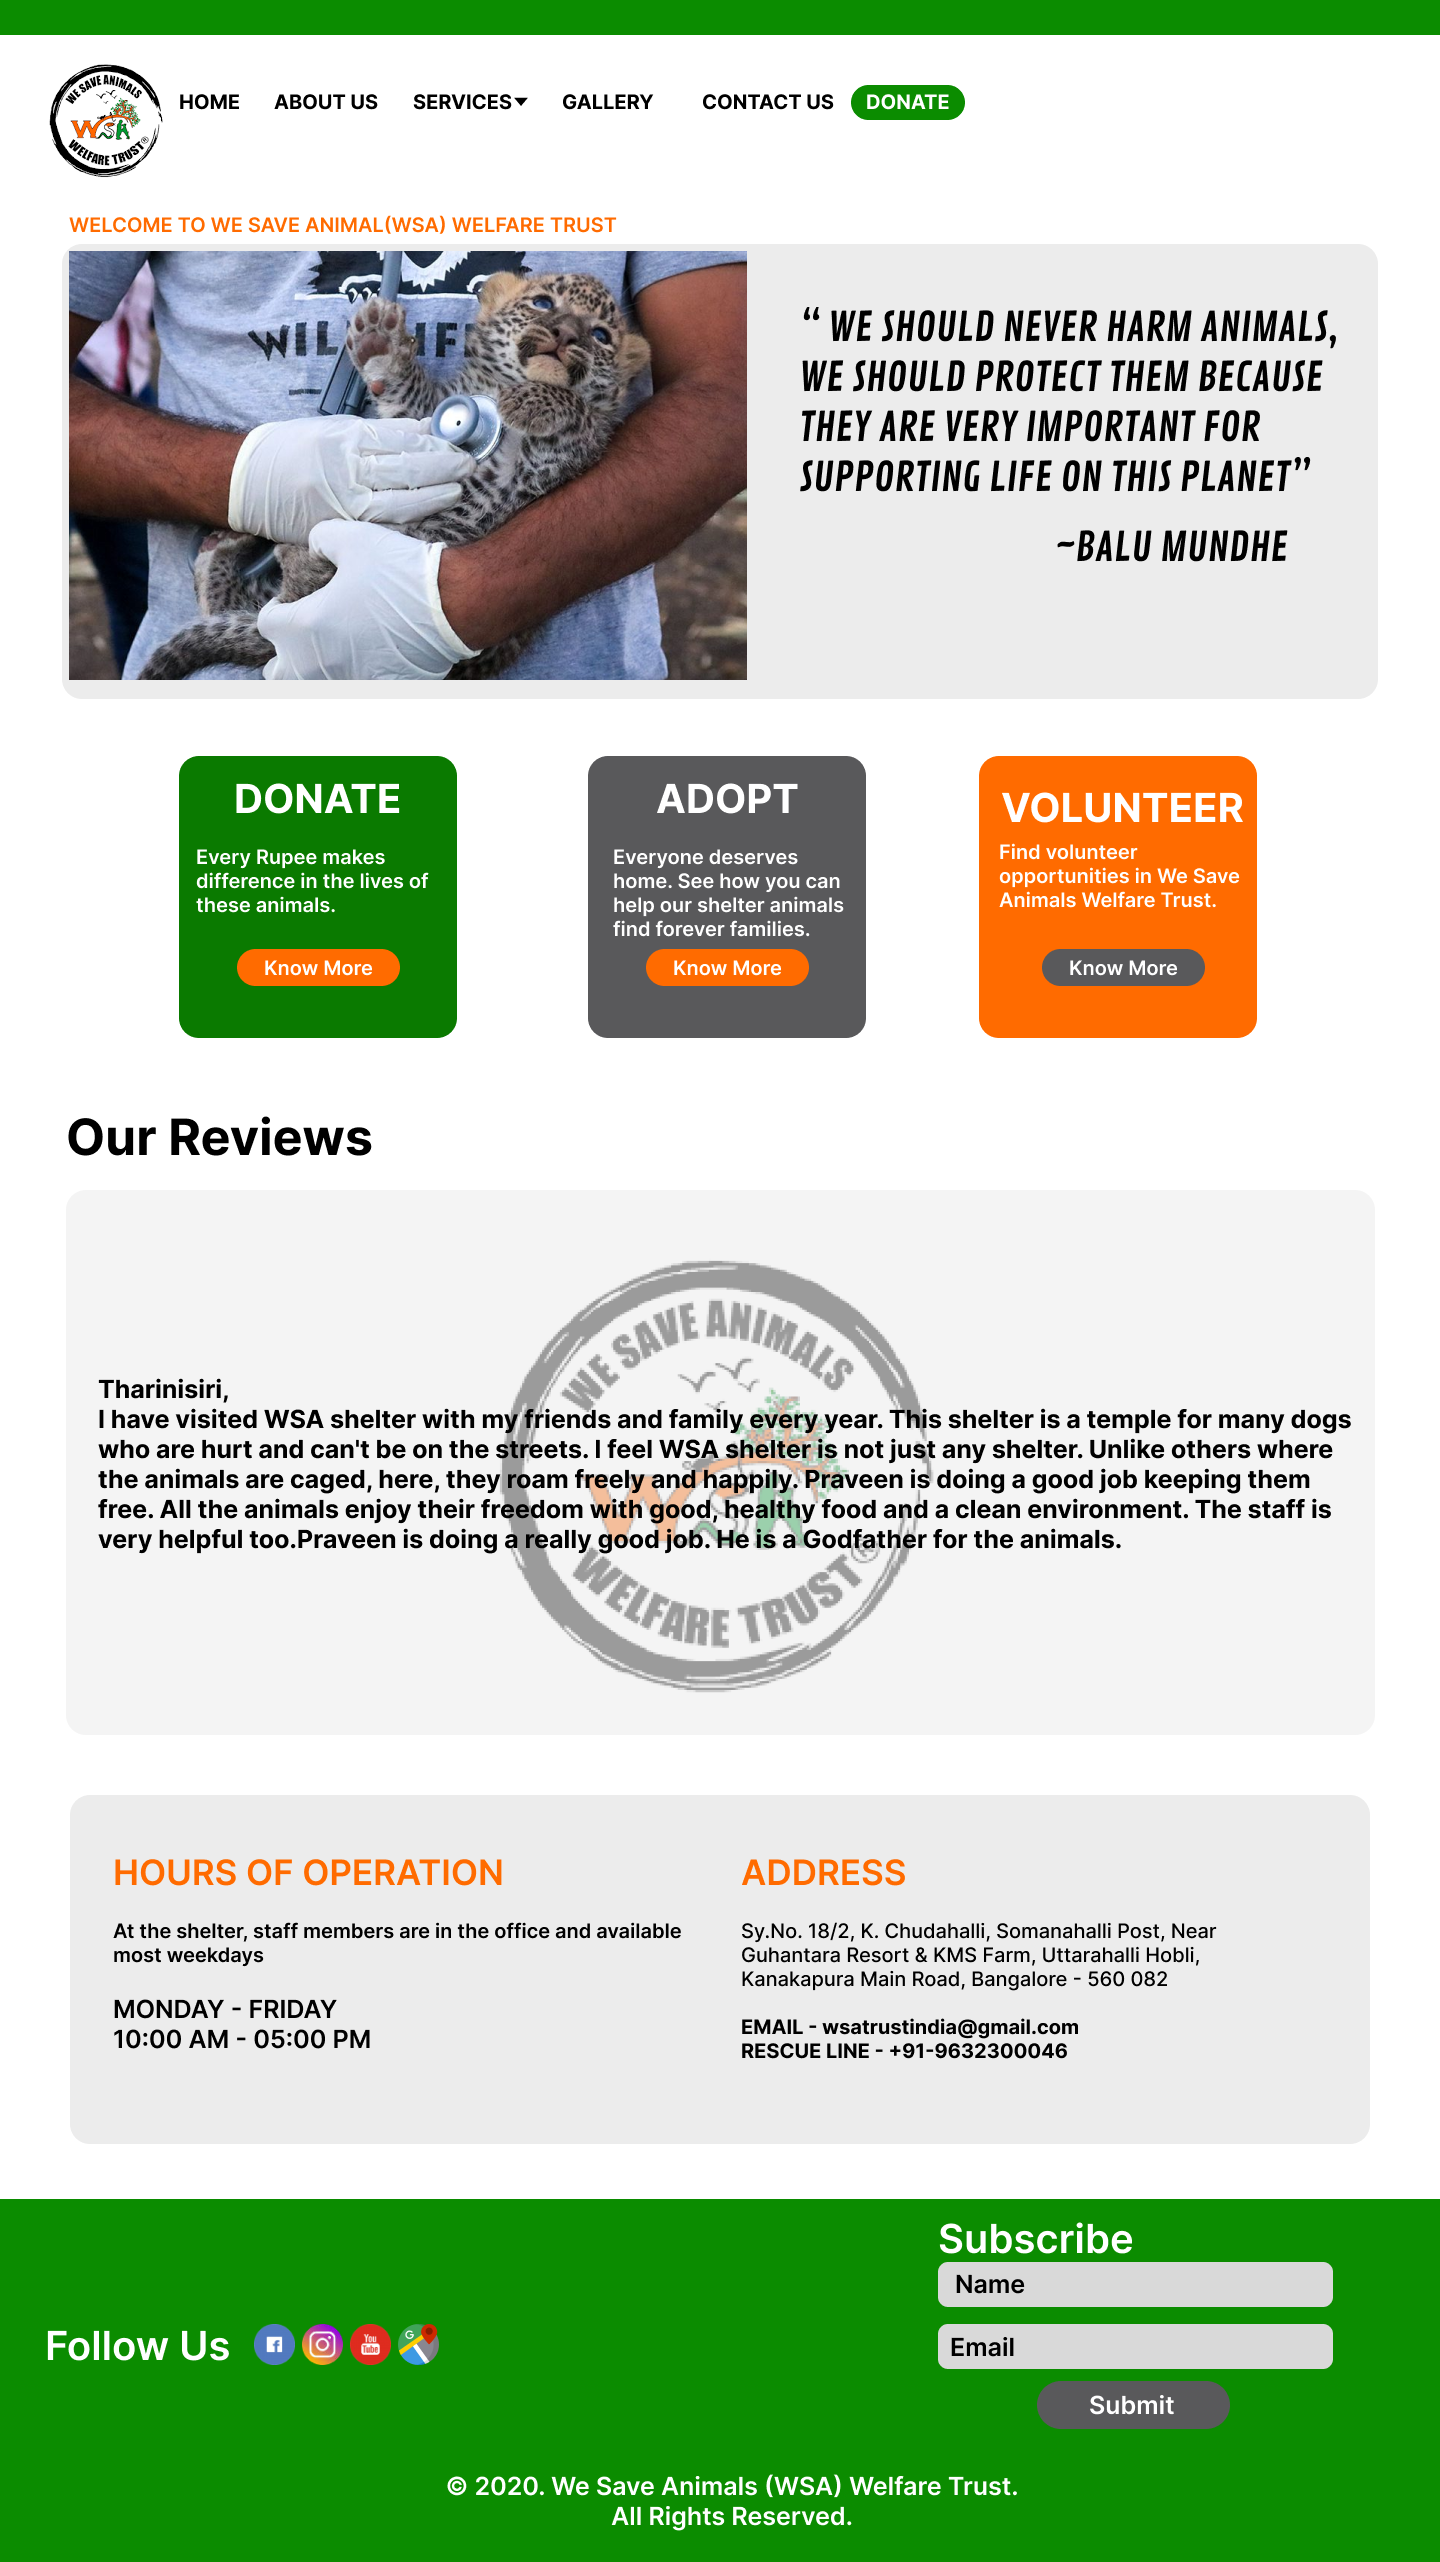 WE SAVE ANIMALS
WSA
WELFARE TRUST®
HOME ABOUT US SERVICES GALLERY CONTACT US DONATE
WELCOME TO WE SAVE ANIMAL(WSA) WELFARE TRUST
“ WE SHOULD NEVER HARM ANIMALS,
WE SHOULD PROTECT THEM BECAUSE
THEY ARE VERY IMPORTANT FOR
SUPPORTING LIFE ON THIS PLANET”
~BALU MUNDHE
DONATE
Every Rupee makes
difference in the lives of
these animals.
Know More
ADOPT
Everyone deserves
home. See how you can
help our shelter animals
find forever families.
Know More
VOLUNTEER
Find volunteer
opportunities in We Save
Animals Welfare Trust.
Know More
Our Reviews
WE SAVE ANIMALS
WSA
WELFARE TRUST®
Tharinisiri,
I have visited WSA shelter with my friends and family every year. This shelter is a temple for many dogs
who are hurt and can't be on the streets. I feel WSA shelter is not just any shelter. Unlike others where
the animals are caged, here, they roam freely and happily. Praveen is doing a good job keeping them
free. All the animals enjoy their freedom with good, healthy food and a clean environment. The staff is
very helpful too.Praveen is doing a really good job. He is a Godfather for the animals.
HOURS OF OPERATION
At the shelter, staff members are in the office and available
most weekdays
MONDAY - FRIDAY
10:00 AM - 05:00 PM
ADDRESS
Sy.No. 18/2, K. Chudahalli, Somanahalli Post, Near
Guhantara Resort & KMS Farm, Uttarahalli Hobli,
Kanakapura Main Road, Bangalore - 560 082
EMAIL - wsatrustindia@gmail.com
RESCUE LINE - +91-9632300046
Follow Us
You
Tube
G
Subscribe
Name
Email
Submit
© 2020. We Save Animals (WSA) Welfare Trust.
All Rights Reserved.